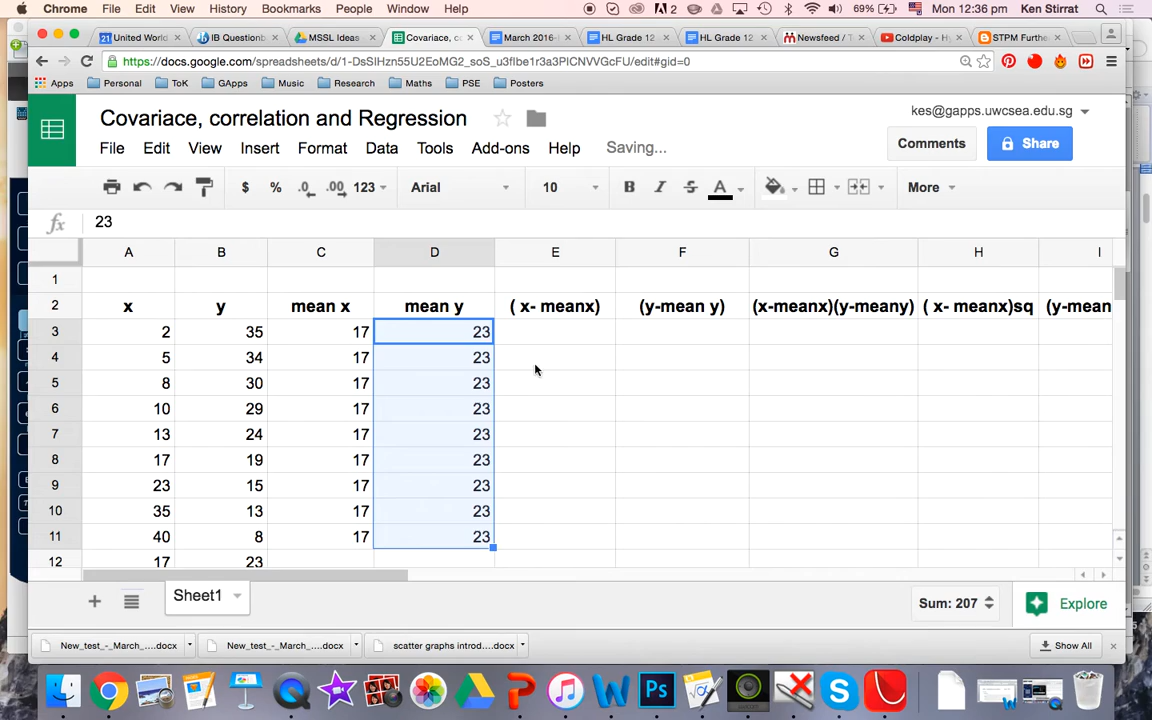 Chrome File Edit View History Bookmarks People Window Help 2 69% Mon 12:36 pm Ken Stirrat
United World IB Questionb MSSL Ideas Covariace, c March 2016- HL Grade 12 HL Grade 12 Newsfeed / T Coldplay - Hy STPM Furthe
https://docs.google.com/spreadsheets/d/1-DsSIHzn55U2EoMG2_soS_u3fIbe1r3a3PICNVVGcFU/edit#gid=0
Apps Personal ToK GApps Music Research Maths PSE Posters
Covariace, correlation and Regression
kes@gapps.uwcsea.edu.sg
File Edit View Insert Format Data Tools Add-ons Help Saving...
Comments Share
$ % .0 .00 123 Arial 10 B I S A More
fx 23
A B C D E F G H I
1
2 x y mean x mean y ( x- meanx) (y-mean y) (x-meanx)(y-meany) ( x- meanx)sq (y-mean
3 2 35 17 23
4 5 34 17 23
5 8 30 17 23
6 10 29 17 23
7 13 24 17 23
8 17 19 17 23
9 23 15 17 23
10 35 13 17 23
11 40 8 17 23
12 17 23
Sheet1
Sum: 207
Explore
New_test_-_March_....docx New_test_-_March_....docx scatter graphs introd....docx Show All